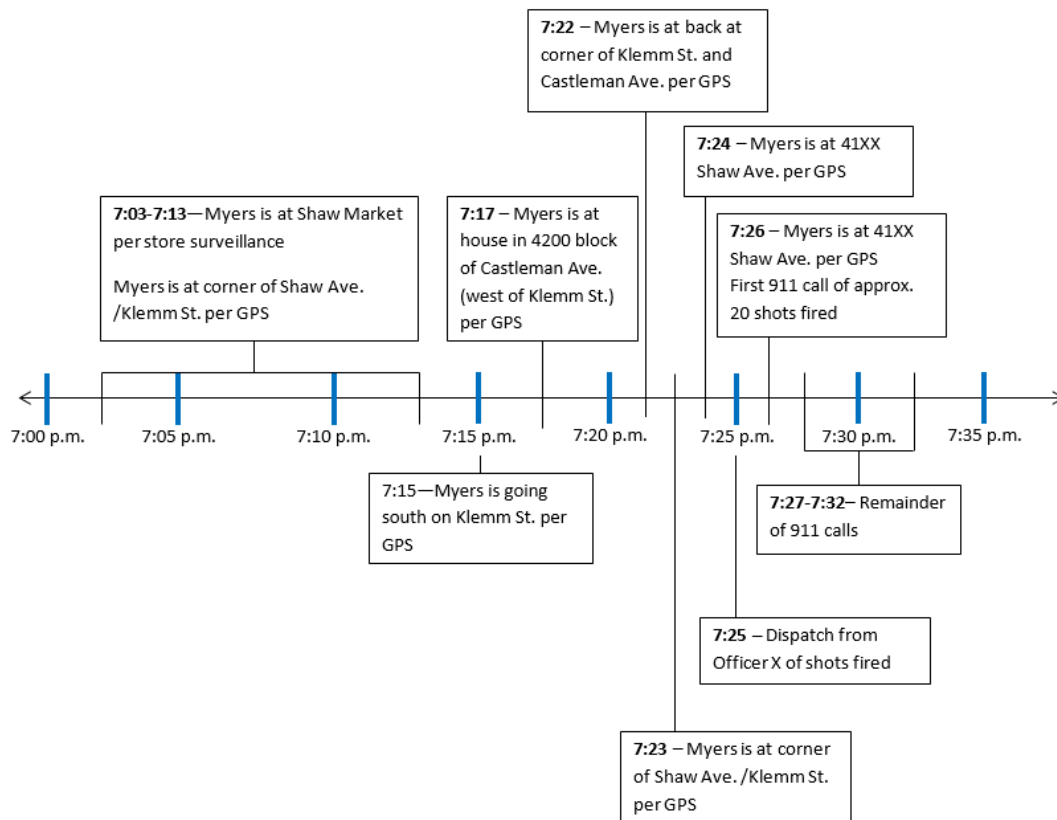 7:22 – Myers is at back at
corner of Klemm St. and
Castleman Ave. per GPS
7:24 – Myers is at 41XX
Shaw Ave. per GPS
7:03-7:13—Myers is at Shaw Market
per store surveillance
Myers is at corner of Shaw Ave.
/Klemm St. per GPS
7:17 - Myers is at
house in 4200 block
of Castleman Ave.
(west of Klemm St.)
per GPS
7:26 – Myers is at 41XX
Shaw Ave. per GPS
First 911 call of approx.
20 shots fired
7:00 p.m.
7:05 p.m.
7:10 p.m.
7:15 p.m.
7:20 p.m.
7:25 p.m.
7:30 p.m.
7:35 p.m.
7:15—Myers is going
south on Klemm St. per
GPS
7:27-7:32– Remainder
of 911 calls
7:25 – Dispatch from
Officer X of shots fired
7:23 – Myers is at corner
of Shaw Ave. /Klemm St.
per GPS